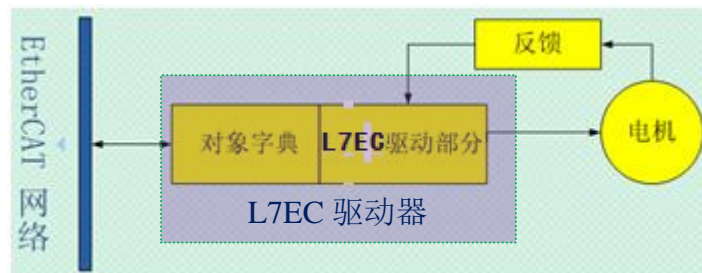 EtherCAT 网络
反馈
对象字典
L7EC驱动部分
电机
L7EC 驱动器